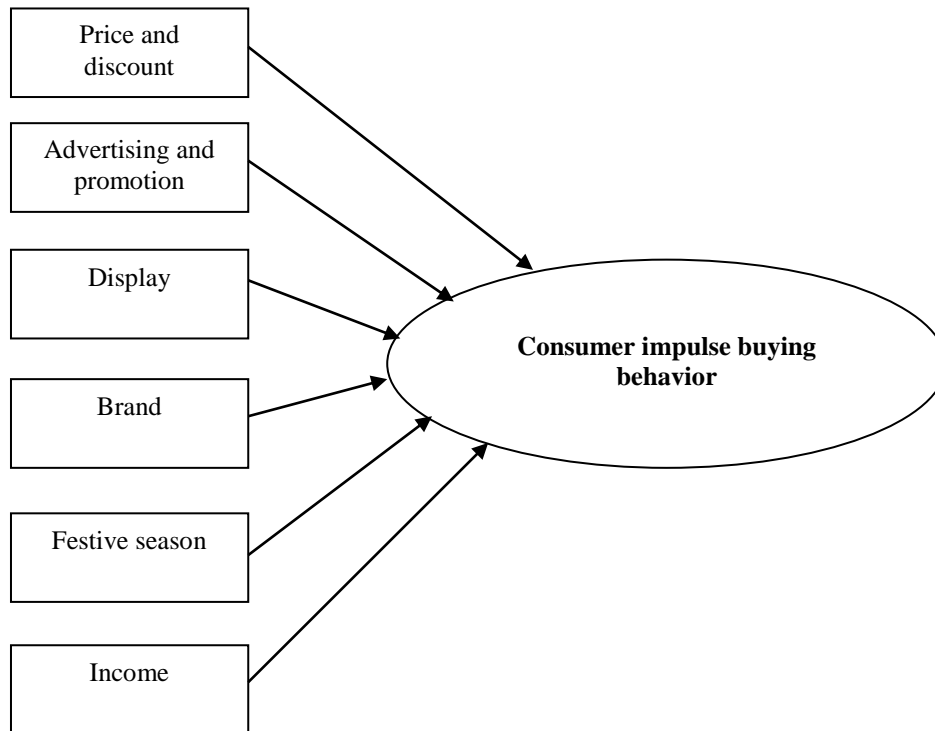 Price and
discount
Advertising and
promotion
Display
Consumer impulse buying
behavior
Brand
Festive season
Income